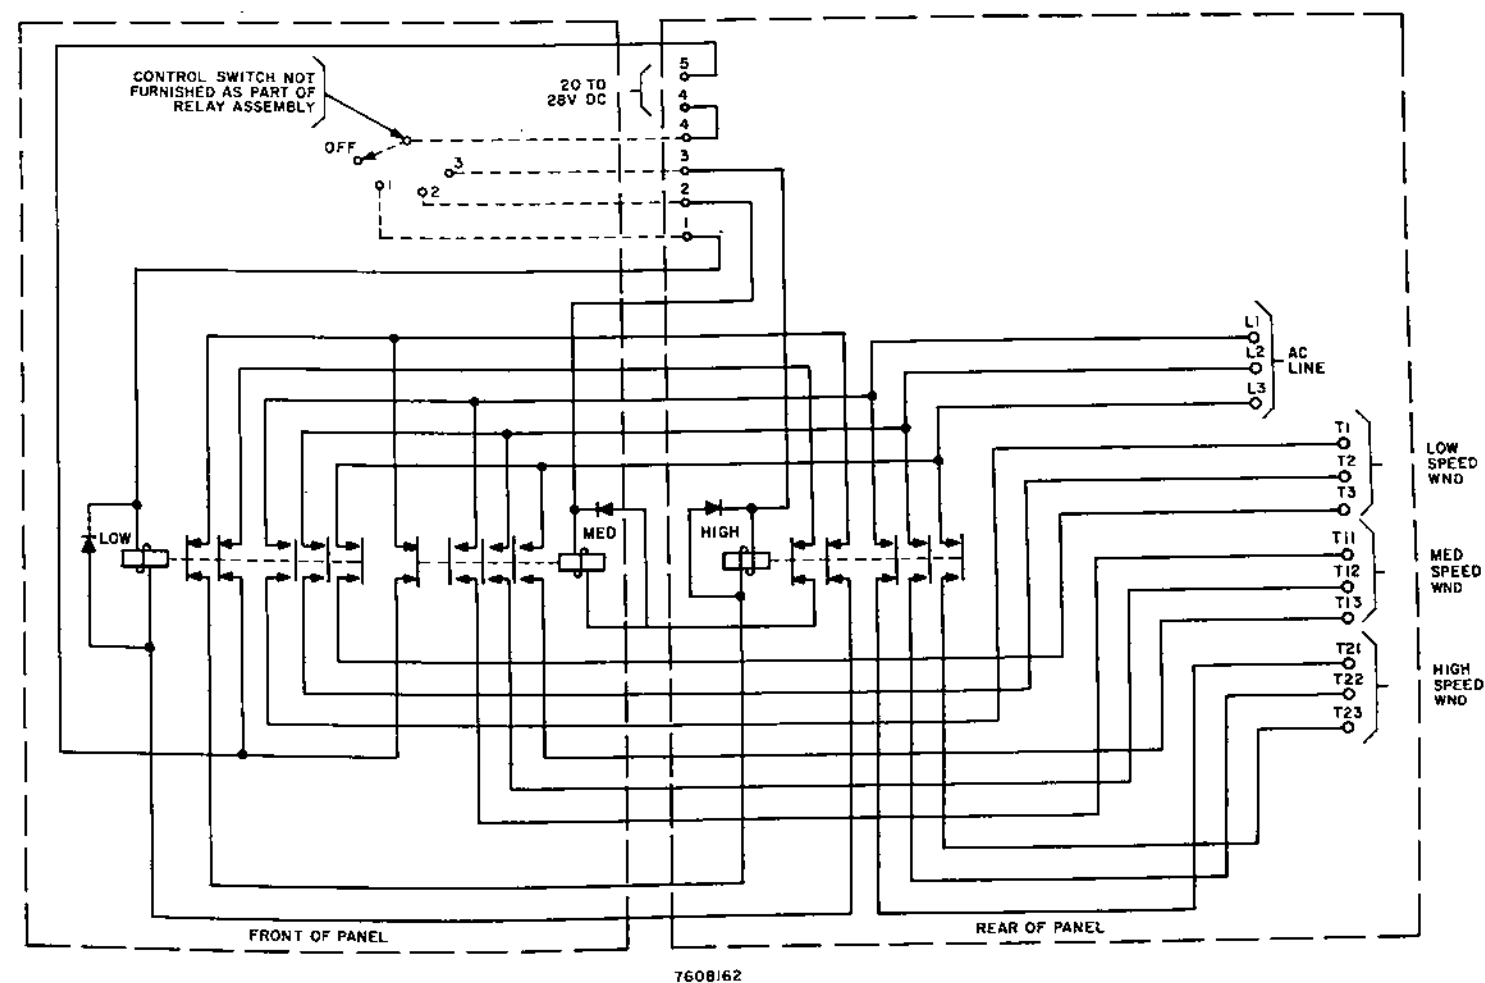 CONTROL SWITCH NOT
FURNISHED AS PART OF
RELAY ASSEMBLY
20 TO
28V DC
5
4
4
3
2
1
OFF
1
2
3
L1
L2
L3
AC
LINE
T1
T2
T3
LOW
SPEED
WND
T11
T12
T13
MED
SPEED
WND
T21
T22
T23
HIGH
SPEED
WND
LOW
MED
HIGH
FRONT OF PANEL
REAR OF PANEL
7608162